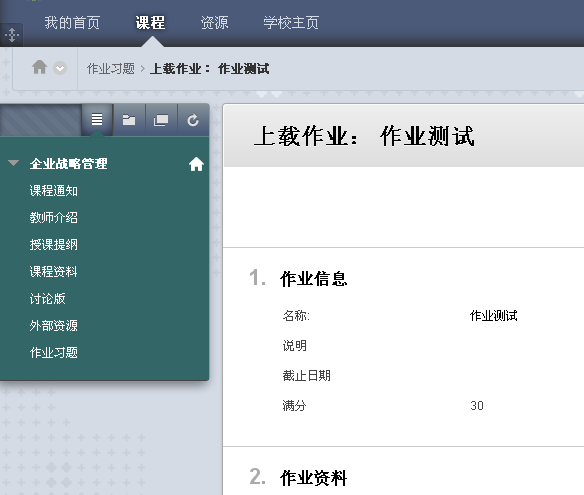 我的首页 课程 资源 学校主页
作业习题 > 上载作业： 作业测试
企业战略管理
课程通知
教师介绍
授课提纲
课程资料
讨论版
外部资源
作业习题
上载作业： 作业测试
1. 作业信息
名称: 作业测试
说明
截止日期
满分 30
2. 作业资料